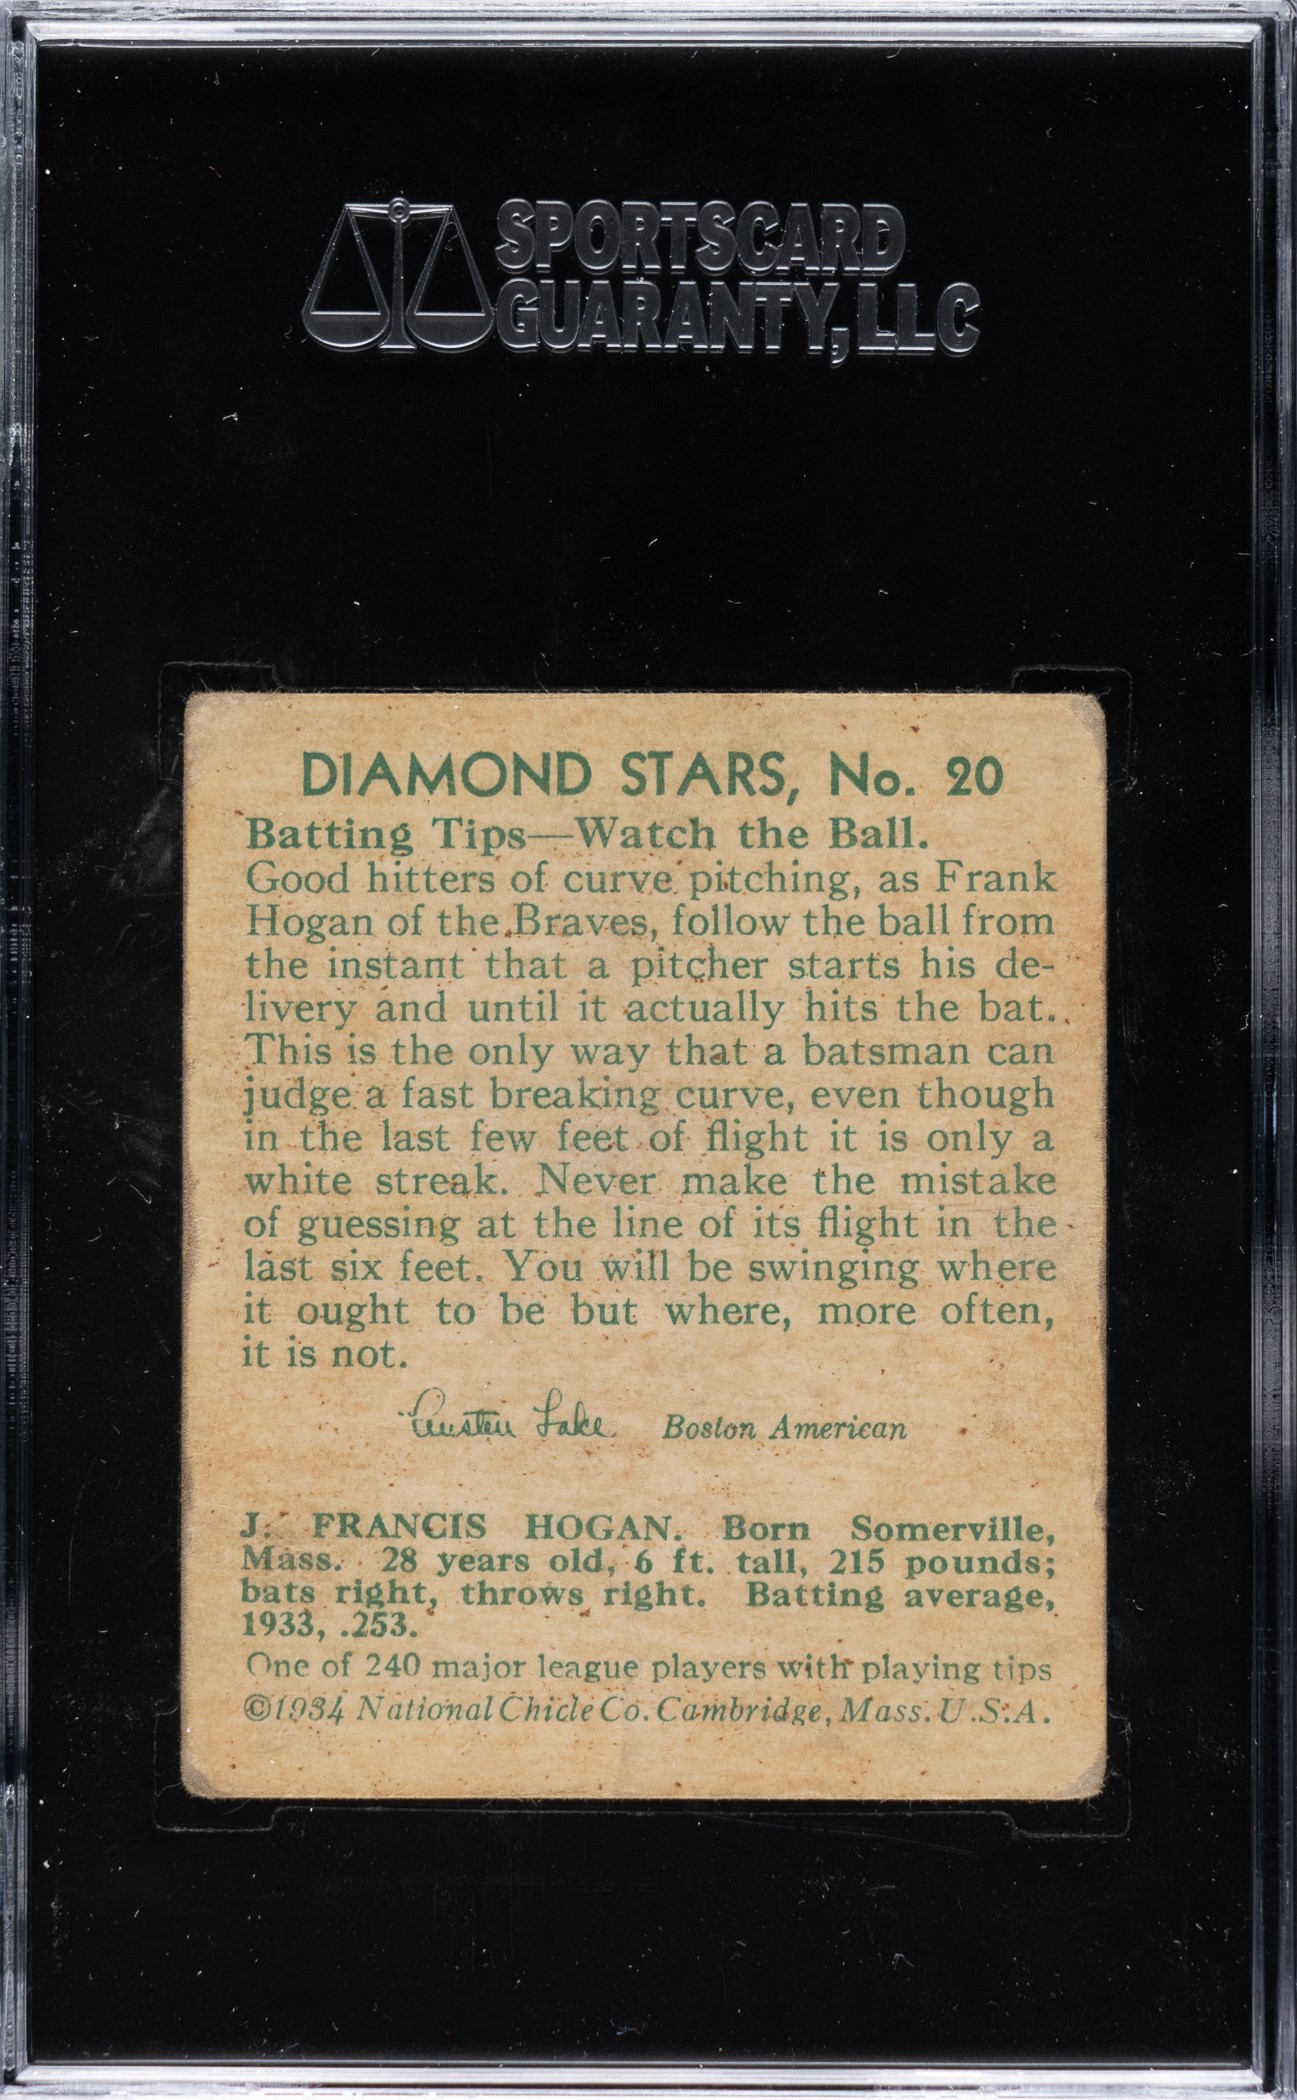 SPORTSCARD
GUARANTY, LLC
DIAMOND STARS, No. 20
Batting Tips—Watch the Ball.
Good hitters of curve pitching, as Frank
Hogan of the Braves, follow the ball from
the instant that a pitcher starts his de-
livery and until it actually hits the bat.
This is the only way that a batsman can
judge a fast breaking curve, even though
in the last few feet of flight it is only a
white streak. Never make the mistake
of guessing at the line of its flight in the
last six feet. You will be swinging where
it ought to be but where, more often,
it is not.
Austen Lake Boston American
J. FRANCIS HOGAN. Born Somerville,
Mass. 28 years old, 6 ft. tall, 215 pounds;
bats right, throws right. Batting average,
1933, .253.
One of 240 major league players with playing tips
©1934 National Chicle Co. Cambridge, Mass. U.S.A.